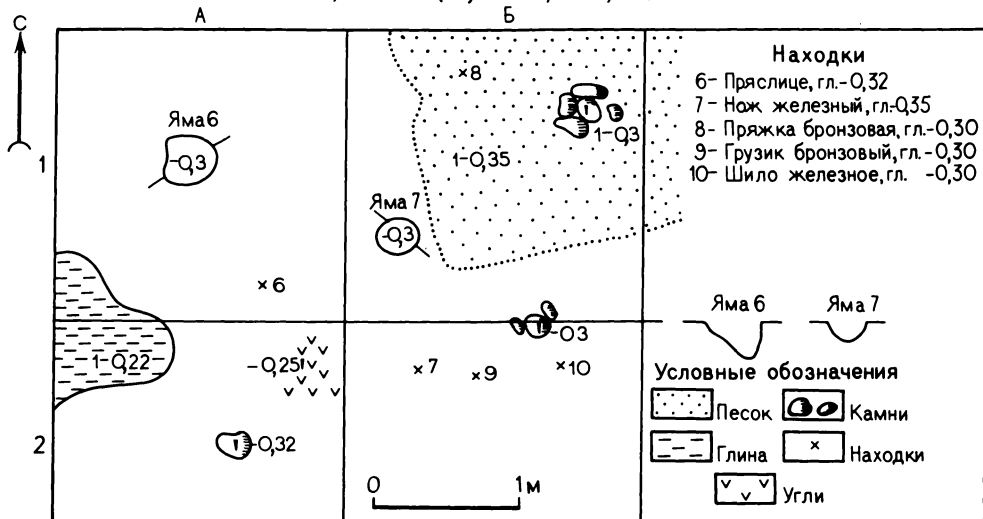 А
Б
С
1
2
Яма 6
-0,3
×8
1-0,35
1-0,3
Яма 7
-0,3
×6
1-0,22
-0,25
-0,32
-03
×7
×9
×10
0 1м
Находки
6- Пряслице, гл.-0,32
7- Нож железный, гл.-0,35
8- Пряжка бронзовая, гл.-0,30
9- Грузик бронзовый, гл.-0,30
10- Шило железное, гл. -0,30
Яма 6 Яма 7
Условные обозначения
Песок Камни
Глина Находки
Угли